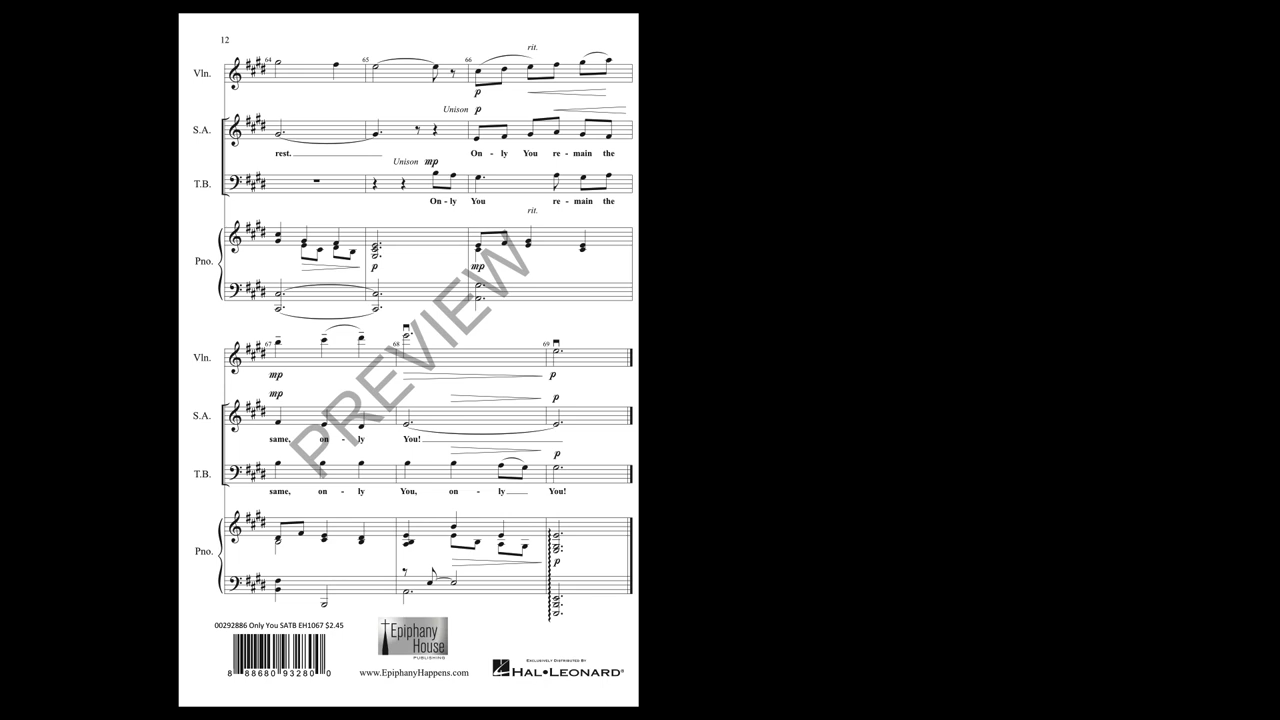 12
64 65 66 rit.
Vln.
p
Unison p
S.A.
rest. On - ly You re - main the
Unison mp
T.B.
On - ly You re - main the
rit.
Pno.
p mp
PREVIEW
67 68 69
Vln.
mp p
mp p
S.A.
same, on - ly You!
p
T.B.
same, on - ly You, on - ly You!
Pno.
p
00292886 Only You SATB EH1067 $2.45
8 88680 93280 0
Epiphany
House
PUBLISHING
www.EpiphanyHappens.com
EXCLUSIVELY DISTRIBUTED BY
HAL•LEONARD®